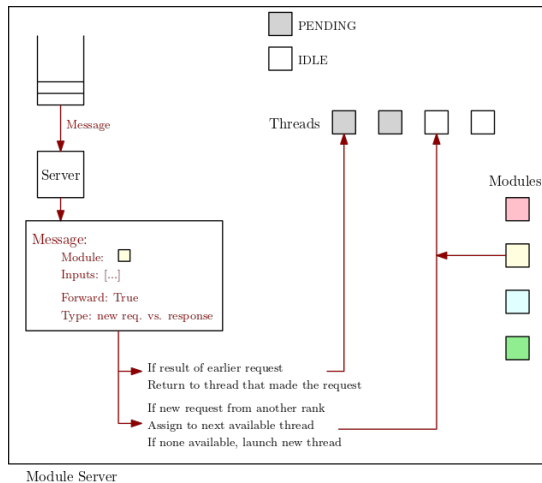 PENDING
IDLE
Message
Threads
Server
Modules
Message:
Module:
Inputs: [...]
Forward: True
Type: new req. vs. response
If result of earlier request
Return to thread that made the request
If new request from another rank
Assign to next available thread
If none available, launch new thread
Module Server